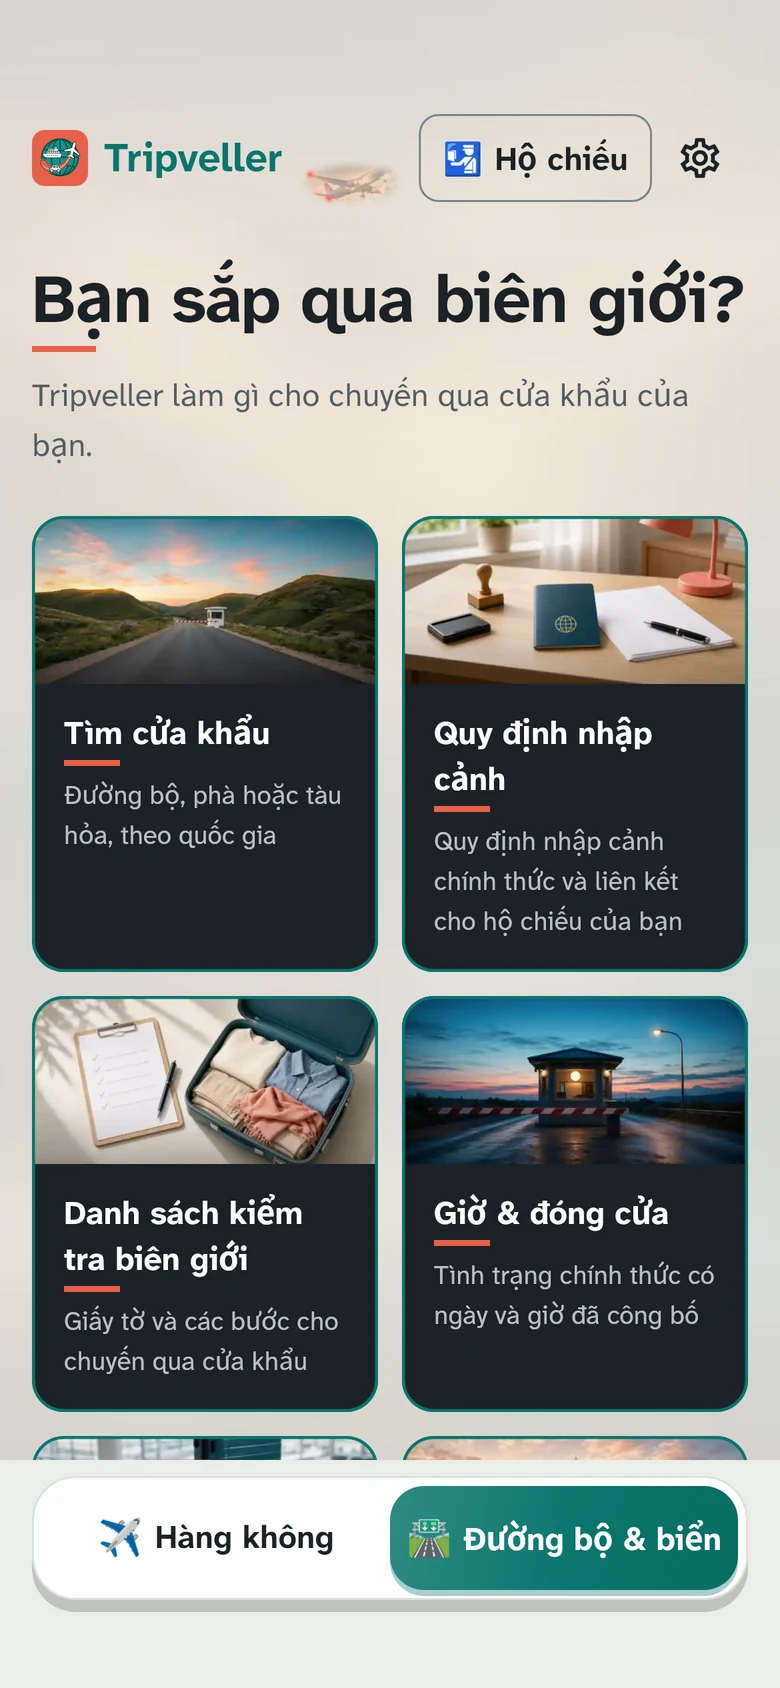 Tripveller
Hộ chiếu
Bạn sắp qua biên giới?
Tripveller làm gì cho chuyến qua cửa khẩu của
bạn.
Tìm cửa khẩu
Đường bộ, phà hoặc tàu
hỏa, theo quốc gia
Quy định nhập
cảnh
Quy định nhập cảnh
chính thức và liên kết
cho hộ chiếu của bạn
Danh sách kiểm
tra biên giới
Giấy tờ và các bước cho
chuyến qua cửa khẩu
Giờ & đóng cửa
Tình trạng chính thức có
ngày và giờ đã công bố
Hàng không
Đường bộ & biển